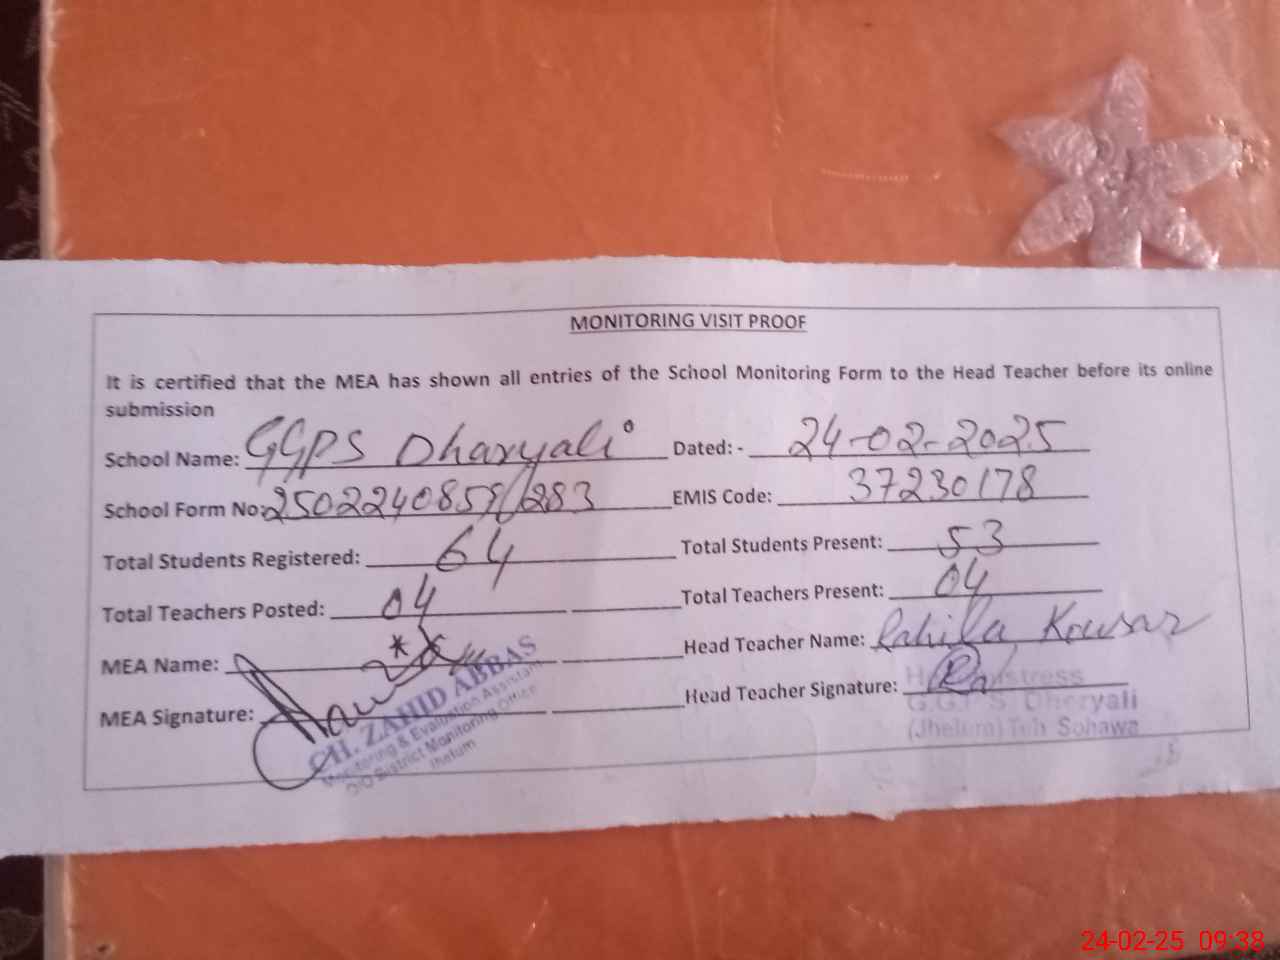 MONITORING VISIT PROOF
It is certified that the MEA has shown all entries of the School Monitoring Form to the Head Teacher before its online
submission
School Name: GGPS Dharyali Dated: - 24-02-2025
School Form No: 2502240859/283 EMIS Code: 37230178
Total Students Registered: 64 Total Students Present: 53
Total Teachers Posted: 04 Total Teachers Present: 04
MEA Name: Head Teacher Name: Rahila Kowsar
MEA Signature: Head Teacher Signature:
CH. ZAHID ABBAS
Monitoring & Evaluation Assistant
O/O District Monitoring Office
Jhelum
Headmistress
G.G.P.S Dheryali
(Jhelum) Teh Sohawa
24-02-25 09:38